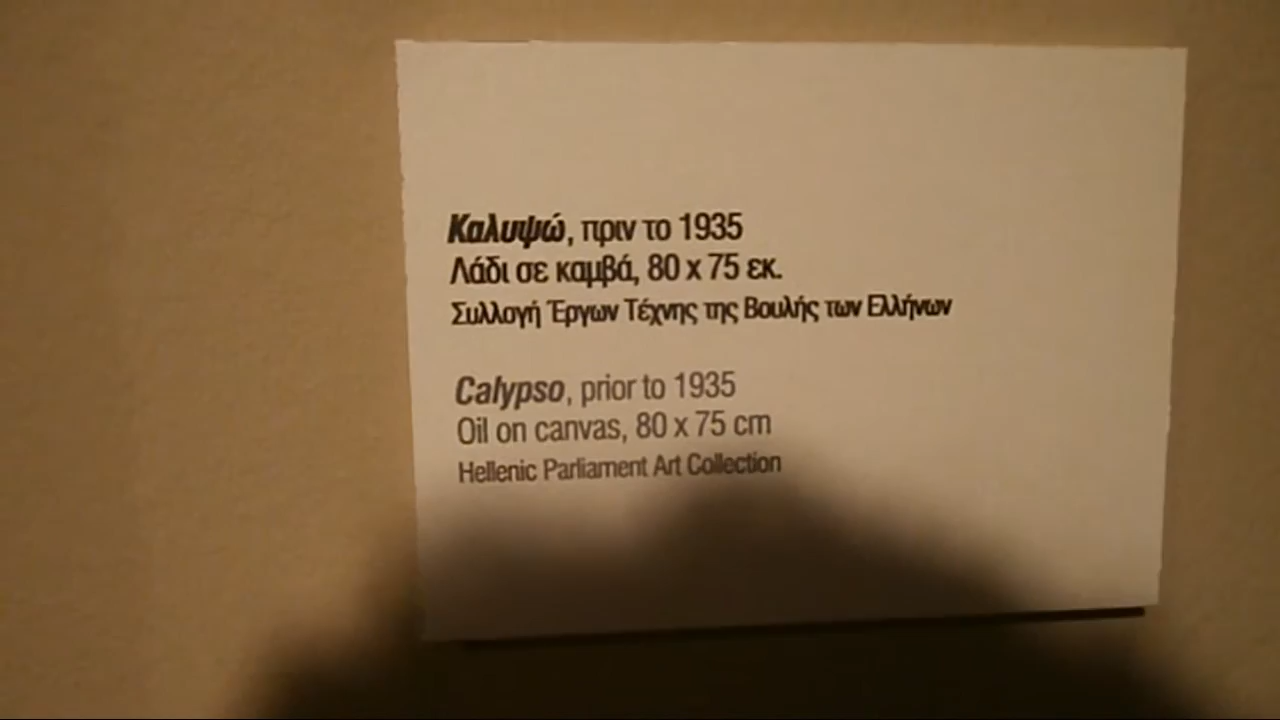 Καλυψώ, πριν το 1935
Λάδι σε καμβά, 80 x 75 εκ.
Συλλογή Έργων Τέχνης της Βουλής των Ελλήνων
Calypso, prior to 1935
Oil on canvas, 80 x 75 cm
Hellenic Parliament Art Collection